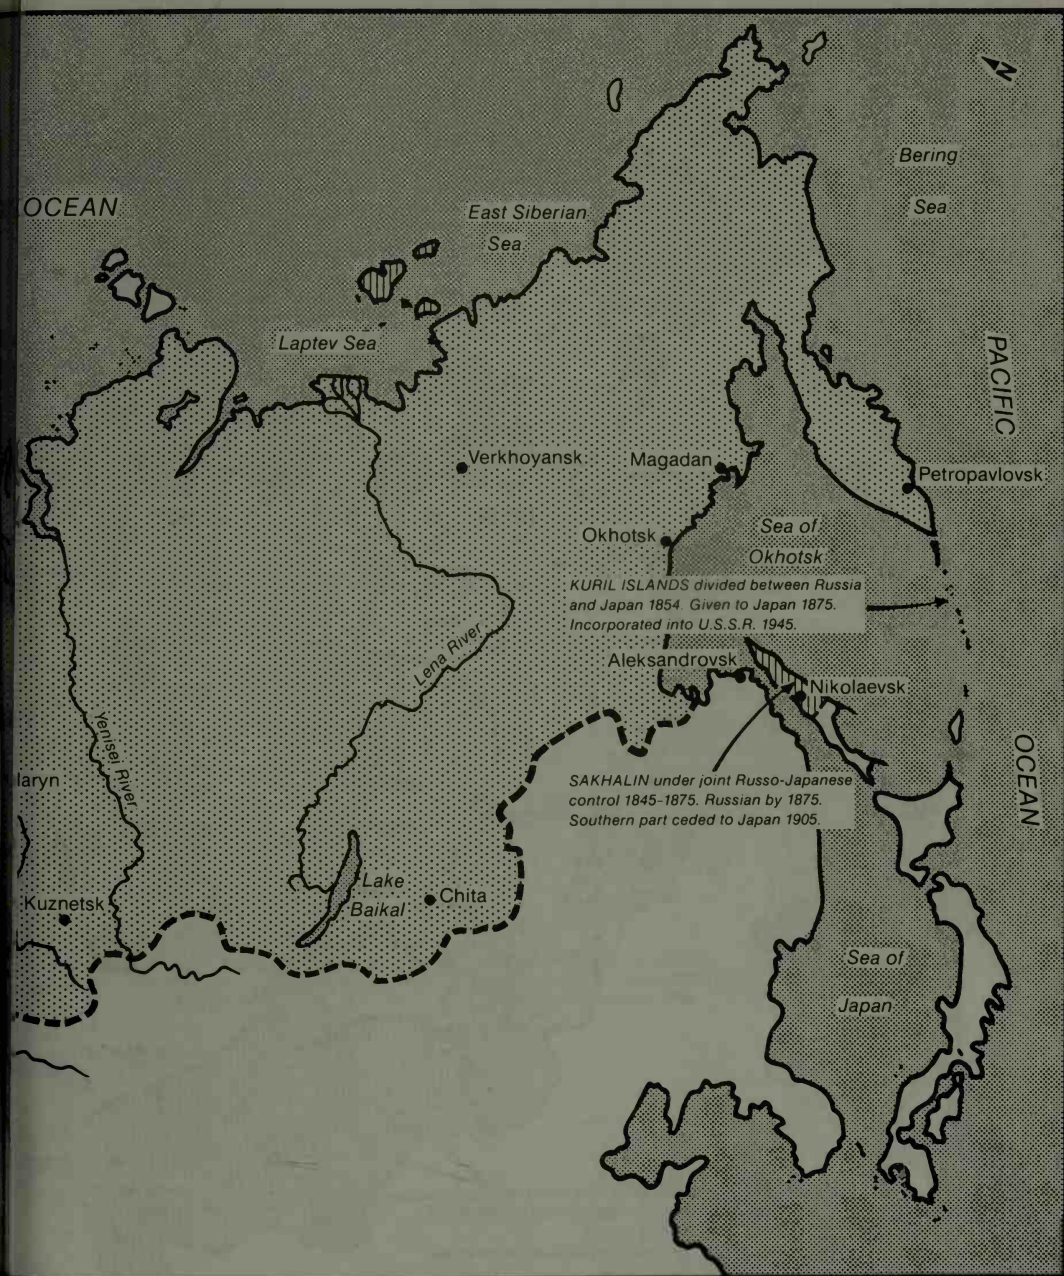 N
Bering
Sea
OCEAN
East Siberian
Sea
Laptev Sea
PACIFIC
Verkhoyansk
Magadan
Petropavlovsk
Okhotsk
Sea of
Okhotsk
KURIL ISLANDS divided between Russia
and Japan 1854. Given to Japan 1875.
Incorporated into U.S.S.R. 1945.
Lena River
Aleksandrovsk
Nikolaevsk
Yenisei River
OCEAN
laryn
SAKHALIN under joint Russo-Japanese
control 1845-1875. Russian by 1875.
Southern part ceded to Japan 1905.
Lake
Baikal
Chita
Kuznetsk
Sea of
Japan